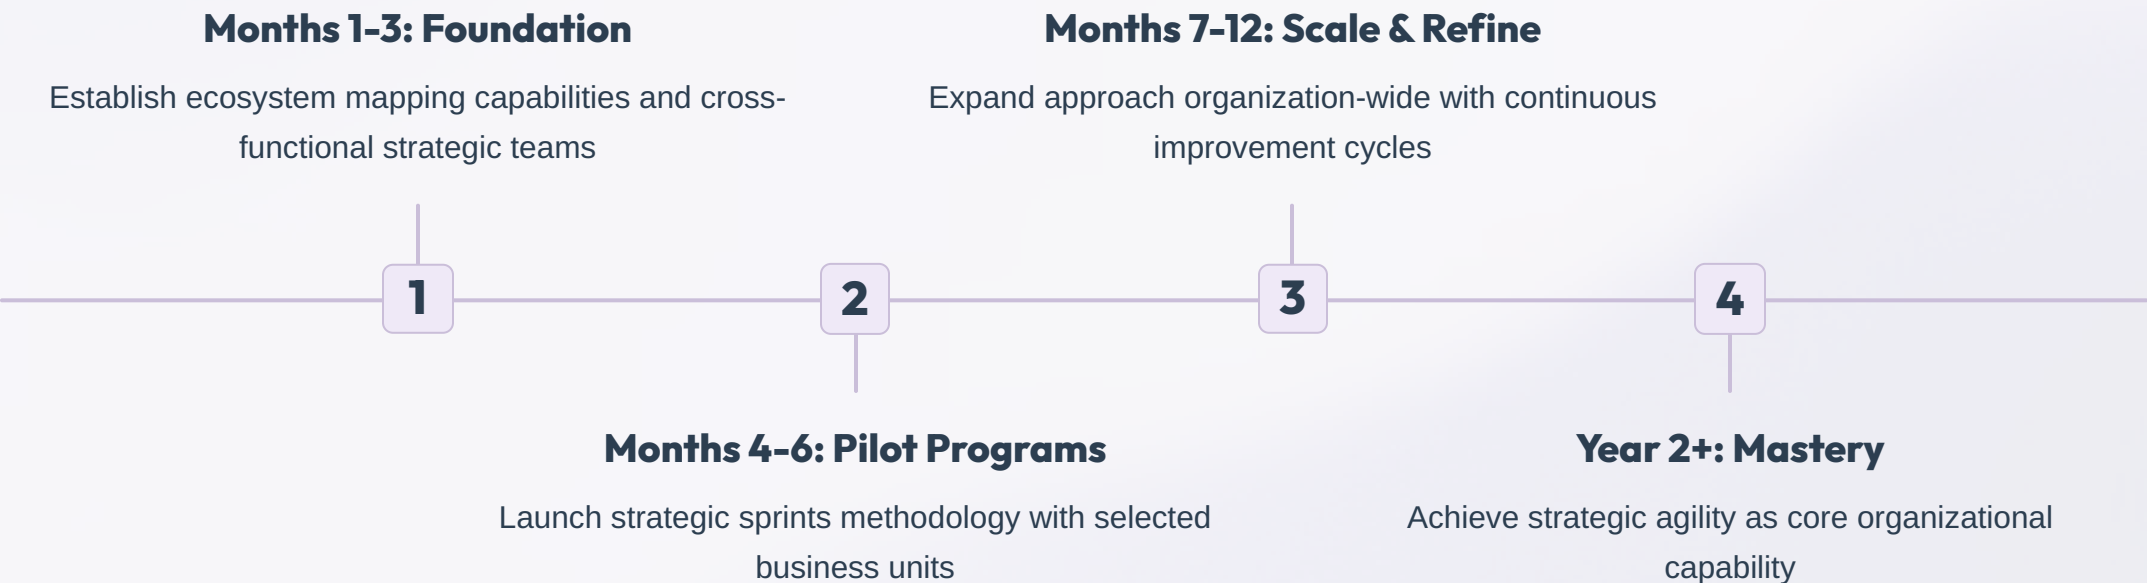 Months 1-3: Foundation
Establish ecosystem mapping capabilities and cross-
functional strategic teams
Months 7-12: Scale & Refine
Expand approach organization-wide with continuous
improvement cycles
1
2
3
4
Months 4-6: Pilot Programs
Launch strategic sprints methodology with selected
business units
Year 2+: Mastery
Achieve strategic agility as core organizational
capability